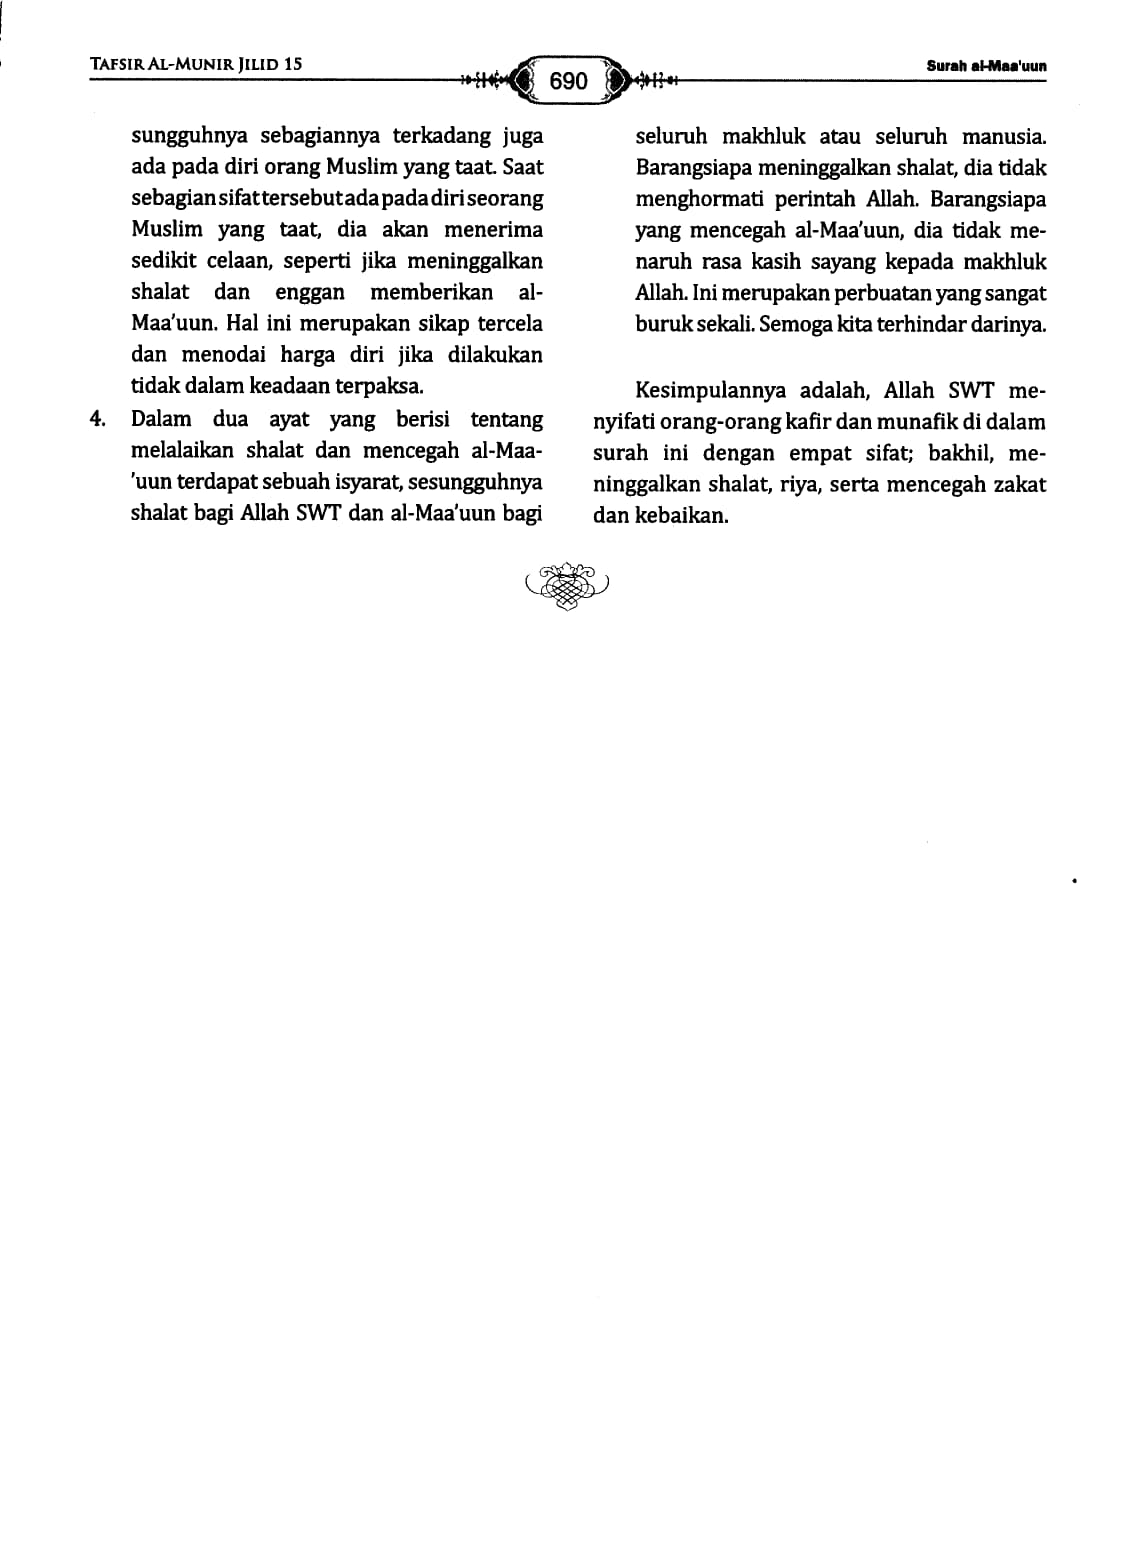 TAFSIR AL-MUNIR JILID 15
690
Surah al-Maa'uun
sungguhnya sebagiannya terkadang juga
ada pada diri orang Muslim yang taat. Saat
sebagian sifat tersebut ada pada diri seorang
Muslim yang taat, dia akan menerima
sedikit celaan, seperti jika meninggalkan
shalat dan enggan memberikan al-
Maa'uun. Hal ini merupakan sikap tercela
dan menodai harga diri jika dilakukan
tidak dalam keadaan terpaksa.
4. Dalam dua ayat yang berisi tentang
melalaikan shalat dan mencegah al-Maa-
'uun terdapat sebuah isyarat, sesungguhnya
shalat bagi Allah SWT dan al-Maa'uun bagi
seluruh makhluk atau seluruh manusia.
Barangsiapa meninggalkan shalat, dia tidak
menghormati perintah Allah. Barangsiapa
yang mencegah al-Maa'uun, dia tidak me-
naruh rasa kasih sayang kepada makhluk
Allah. Ini merupakan perbuatan yang sangat
buruk sekali. Semoga kita terhindar darinya.
Kesimpulannya adalah, Allah SWT me-
nyifati orang-orang kafir dan munafik di dalam
surah ini dengan empat sifat; bakhil, me-
ninggalkan shalat, riya, serta mencegah zakat
dan kebaikan.